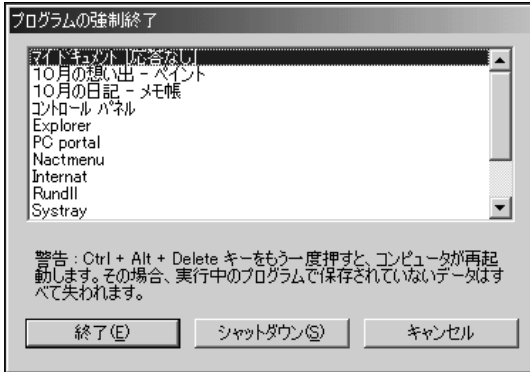 プログラムの強制終了
マイ ドキュメント [応答なし]
10月の想い出 - ペイント
10月の日記 - メモ帳
コントロール パネル
Explorer
PC portal
Nactmenu
Internat
Rundll
Systray
警告 : Ctrl + Alt + Delete キーをもう一度押すと、コンピュータが再起
動します。その場合、実行中のプログラムで保存されていないデータはす
べて失われます。
終了(E)
シャットダウン(S)
キャンセル